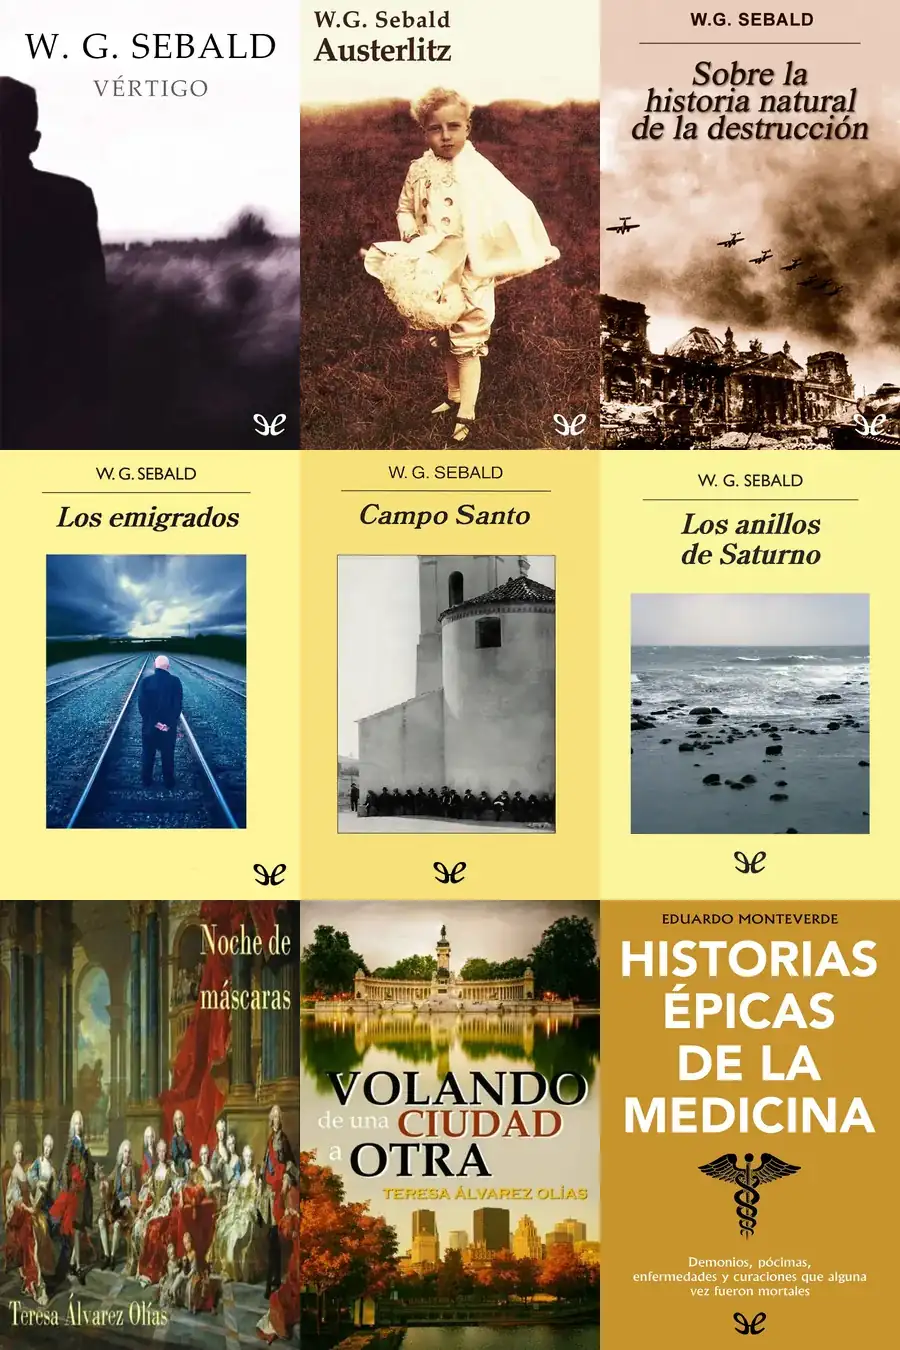 W. G. SEBALD
VÉRTIGO
W.G. Sebald
Austerlitz
W.G. SEBALD
Sobre la
historia natural
de la destrucción
W. G. SEBALD
Los emigrados
W. G. SEBALD
Campo Santo
W. G. SEBALD
Los anillos
de Saturno
Noche de
máscaras
Teresa Álvarez Olías
VOLANDO
de una CIUDAD
a OTRA
TERESA ÁLVAREZ OLÍAS
EDUARDO MONTEVERDE
HISTORIAS
ÉPICAS
DE LA
MEDICINA
Demonios, pócimas,
enfermedades y curaciones que alguna
vez fueron mortales